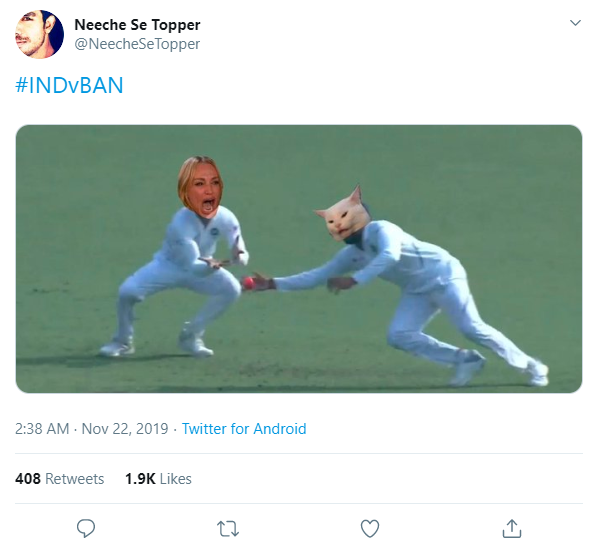 Neeche Se Topper
@NeecheSeTopper
#INDvBAN
2:38 AM · Nov 22, 2019 · Twitter for Android
408 Retweets 1.9K Likes